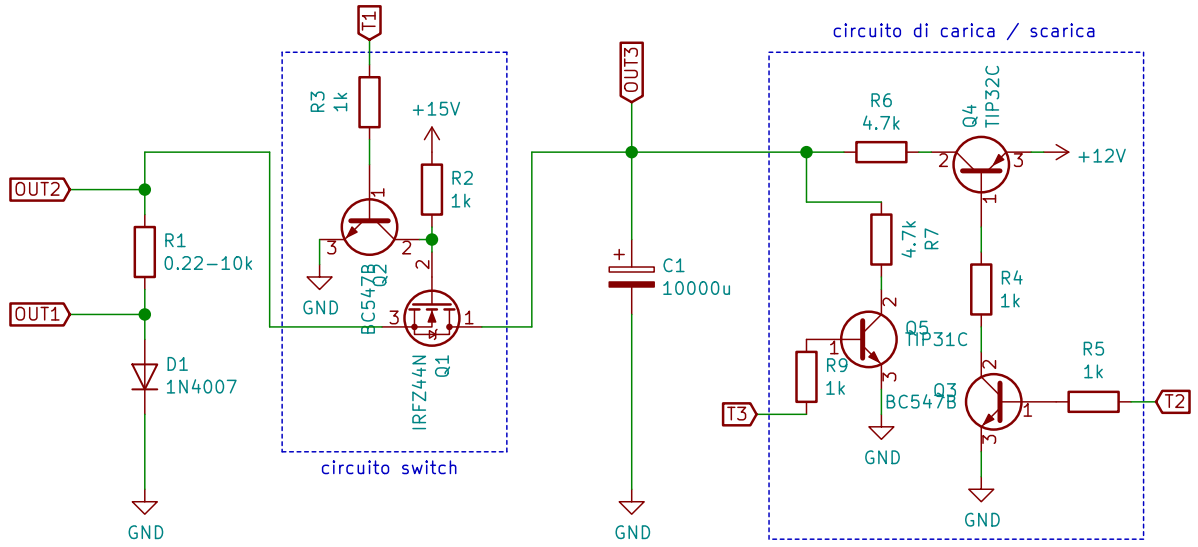 circuito di carica / scarica
T1
OUT3
R3
1k
+15V
R6
4.7k
Q4
TIP32C
2
3
+12V
1
OUT2
R1
0.22-10k
1
R2
1k
3
2
GND
BC547B
Q2
2
3
1
IRFZ44N
Q1
OUT1
D1
1N4007
GND
circuito switch
+
C1
10000u
GND
4.7k
R7
2
Q5
TIP31C
1
3
R9
1k
T3
GND
R4
1k
2
Q3
BC547B
1
3
R5
1k
T2
GND